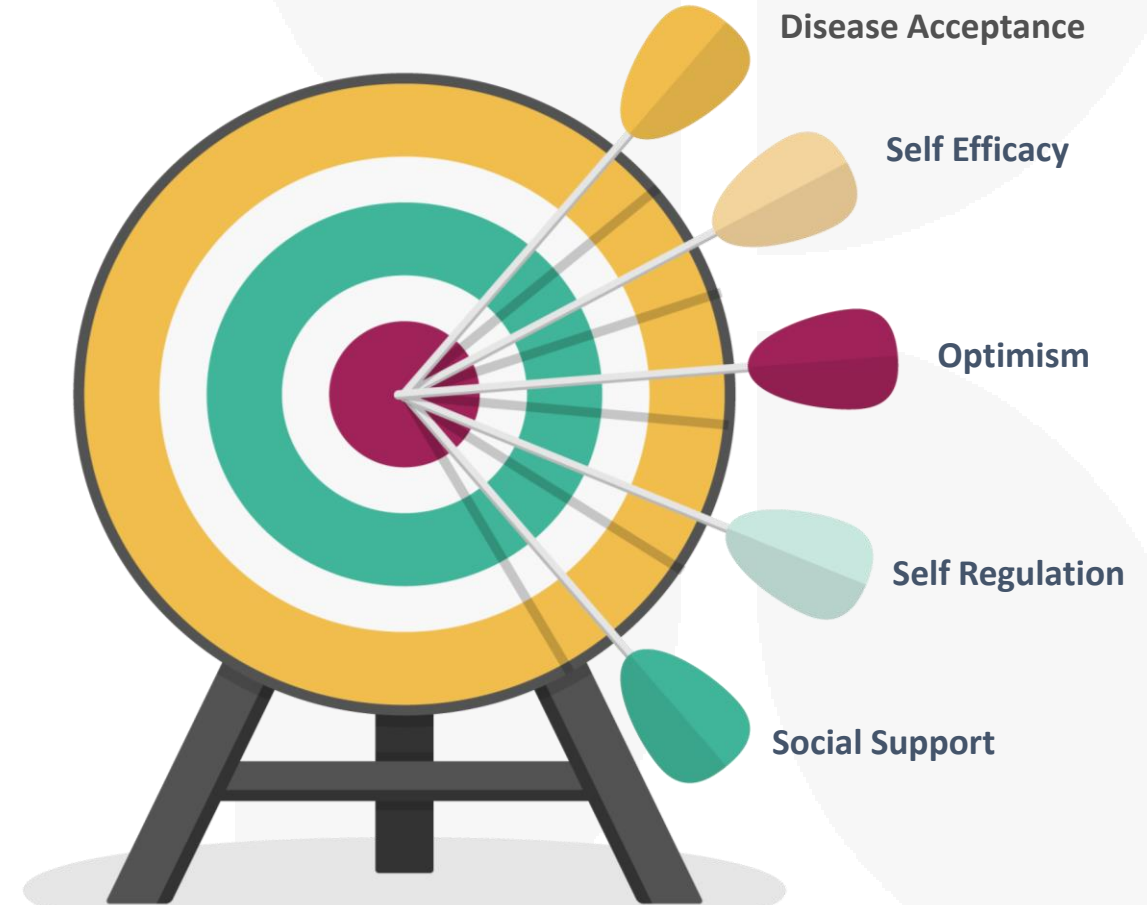 Disease Acceptance
Self Efficacy
Optimism
Self Regulation
Social Support